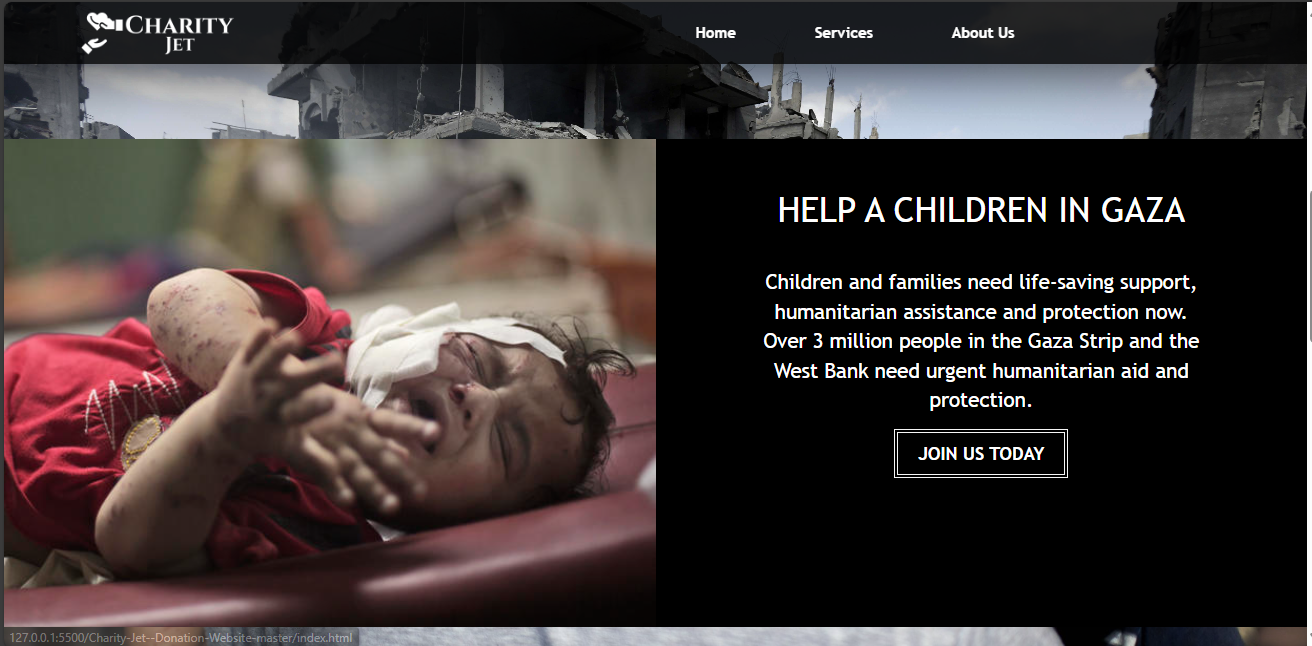 CHARITY
JET
Home
Services
About Us
HELP A CHILDREN IN GAZA
Children and families need life-saving support,
humanitarian assistance and protection now.
Over 3 million people in the Gaza Strip and the
West Bank need urgent humanitarian aid and
protection.
JOIN US TODAY
127.0.0.1:5500/Charity-Jet--Donation-Website-master/index.html